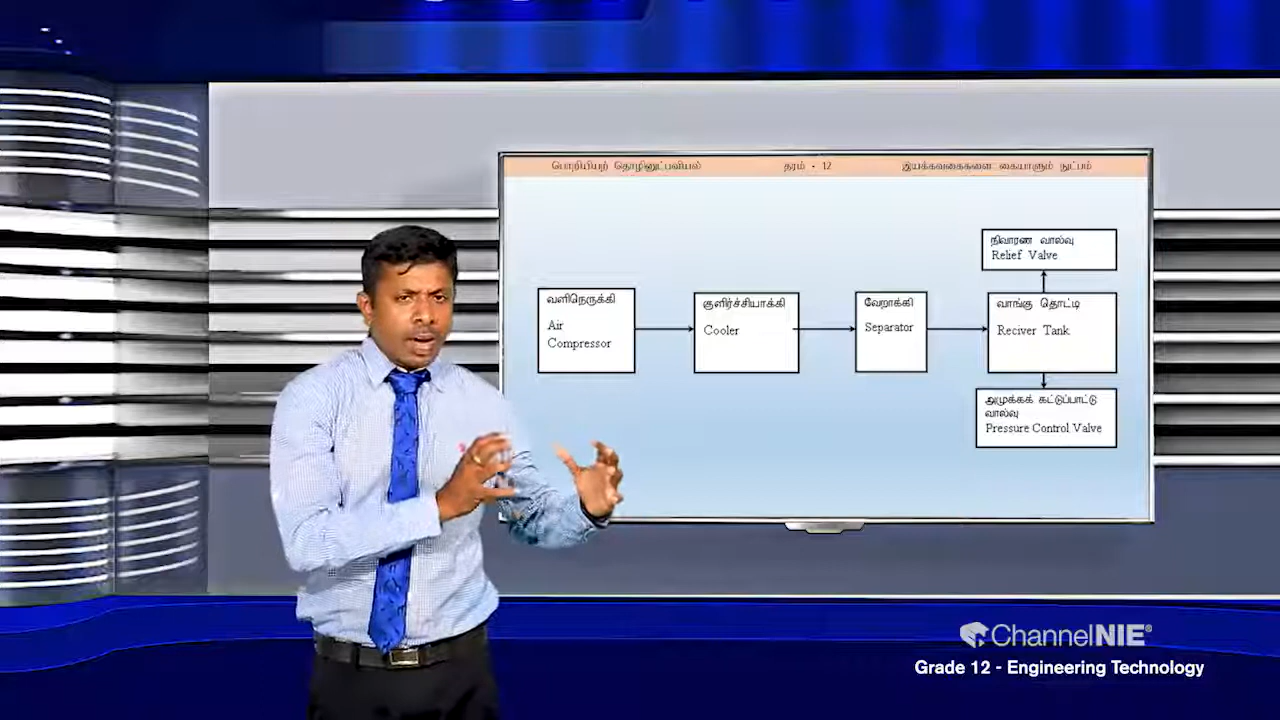 பொறியியற் தொழினுட்பவியல் தரம் - 12 இயக்கவகைகளை கையாளும் நுட்பம்
நிவாரண வால்வு
Relief Valve
வளிநெருக்கி
Air
Compressor
குளிர்ச்சியாக்கி
Cooler
வேறாக்கி
Separator
வாங்கு தொட்டி
Reciver Tank
அமுக்கக் கட்டுப்பாட்டு
வால்வு
Pressure Control Valve
ChannelNIE®
Grade 12 - Engineering Technology